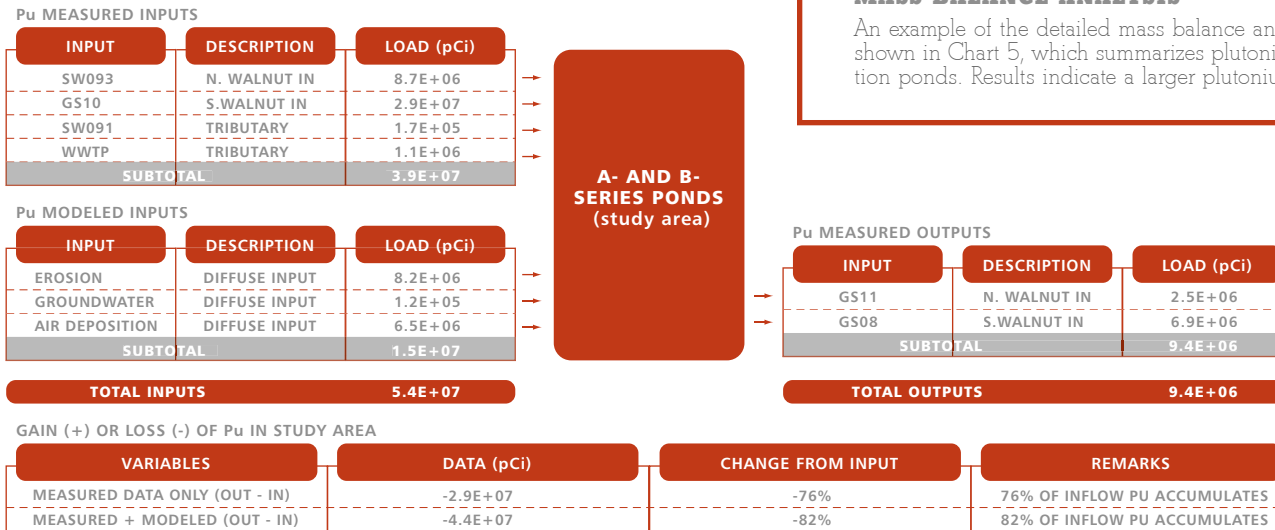 MASS BALANCE ANALYSIS
An example of the detailed mass balance an
shown in Chart 5, which summarizes plutoni
tion ponds. Results indicate a larger plutoniu
Pu MEASURED INPUTS
INPUT DESCRIPTION LOAD (pCi)
SW093 N. WALNUT IN 8.7E+06
GS10 S.WALNUT IN 2.9E+07
SW091 TRIBUTARY 1.7E+05
WWTP TRIBUTARY 1.1E+06
SUBTOTAL 3.9E+07
Pu MODELED INPUTS
INPUT DESCRIPTION LOAD (pCi)
EROSION DIFFUSE INPUT 8.2E+06
GROUNDWATER DIFFUSE INPUT 1.2E+05
AIR DEPOSITION DIFFUSE INPUT 6.5E+06
SUBTOTAL 1.5E+07
TOTAL INPUTS 5.4E+07
A- AND B-
SERIES PONDS
(study area)
Pu MEASURED OUTPUTS
INPUT DESCRIPTION LOAD (pCi)
GS11 N. WALNUT IN 2.5E+06
GS08 S.WALNUT IN 6.9E+06
SUBTOTAL 9.4E+06
TOTAL OUTPUTS 9.4E+06
GAIN (+) OR LOSS (-) OF Pu IN STUDY AREA
VARIABLES DATA (pCi) CHANGE FROM INPUT REMARKS
MEASURED DATA ONLY (OUT - IN) -2.9E+07 -76% 76% OF INFLOW PU ACCUMULATES
MEASURED + MODELED (OUT - IN) -4.4E+07 -82% 82% OF INFLOW PU ACCUMULATES